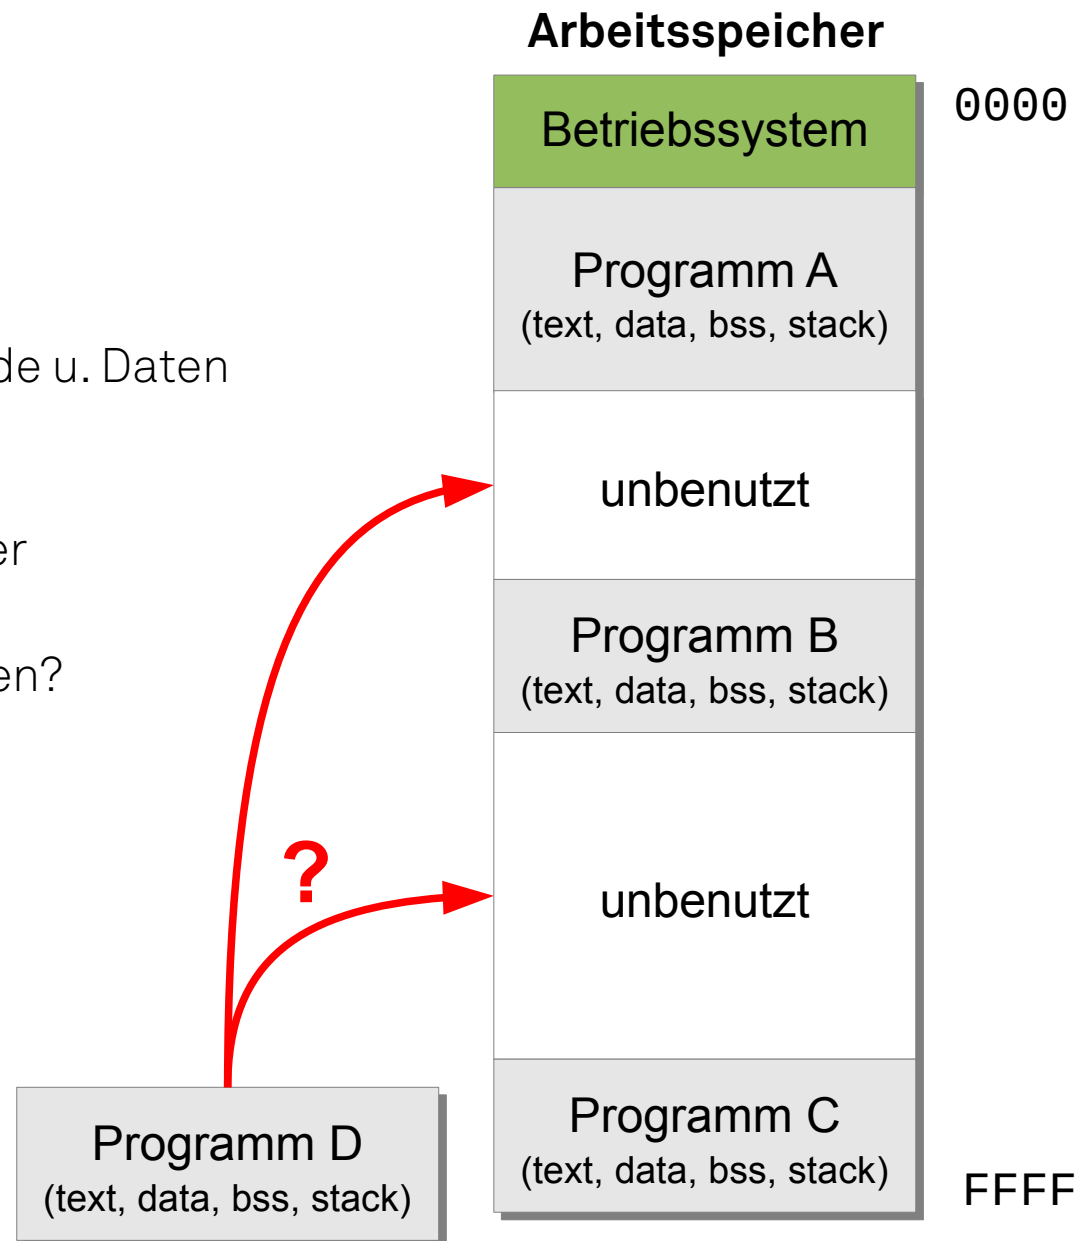 Arbeitsspeicher
0000
Betriebssystem
Programm A
(text, data, bss, stack)
de u. Daten
unbenutzt
er
Programm B
en?
(text, data, bss, stack)
?
unbenutzt
Programm C
(text, data, bss, stack)
FFFF
Programm D
(text, data, bss, stack)